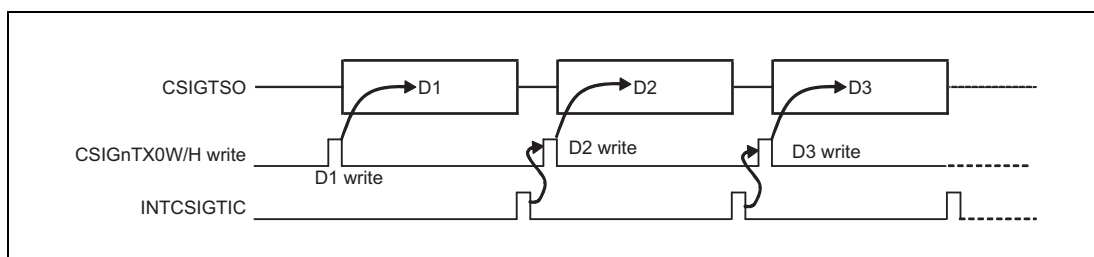 CSIGTSO
D1
D2
D3
CSIGnTX0W/H write
D1 write
D2 write
D3 write
INTCSIGTIC